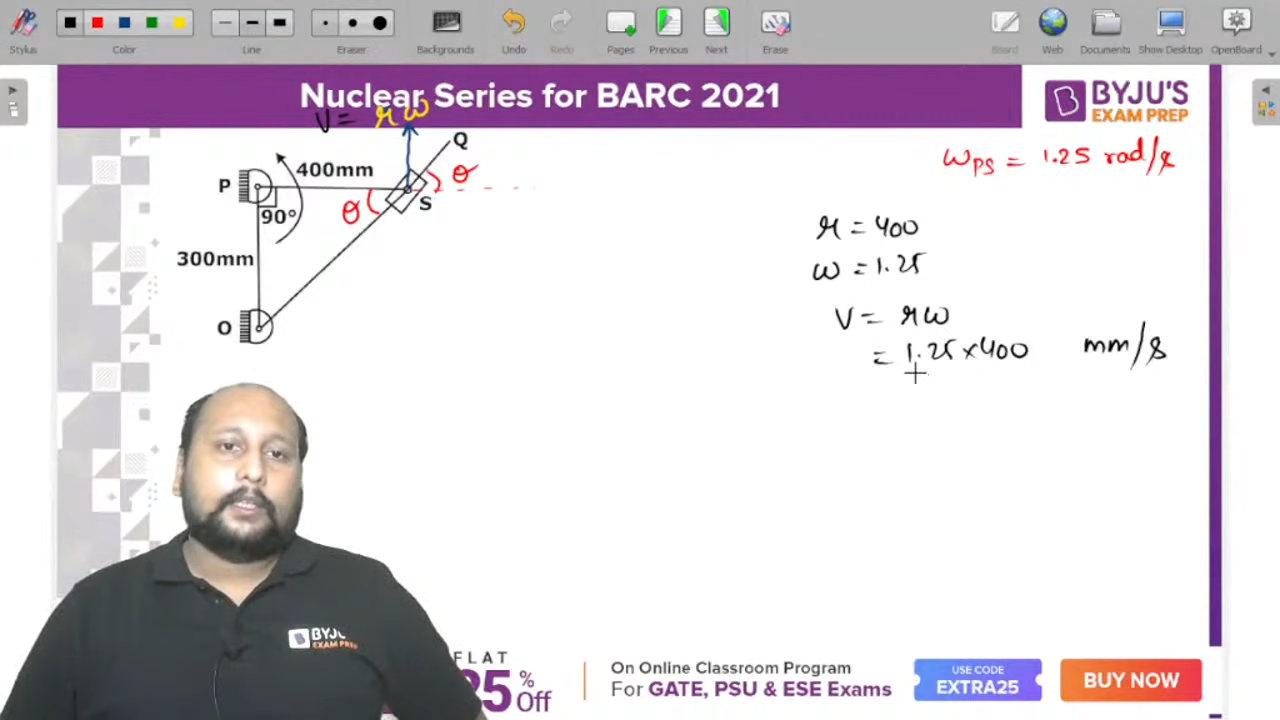 Stylus
Color
Line
Eraser
Backgrounds
Undo
Redo
Pages
Previous
Next
Erase
Board
Web
Documents
Show Desktop
OpenBoard
Nuclear Series for BARC 2021
BYJU'S
EXAM PREP
V = rω
Q
400mm
θ
P
S
θ
90°
300mm
O
ωPS = 1.25 rad/s
r = 400
ω = 1.25
V = rω
= 1.25×400 mm/s
BYJU
EXAM PREP
FLAT
25% Off
On Online Classroom Program
For GATE, PSU & ESE Exams
USE CODE
EXTRA25
BUY NOW